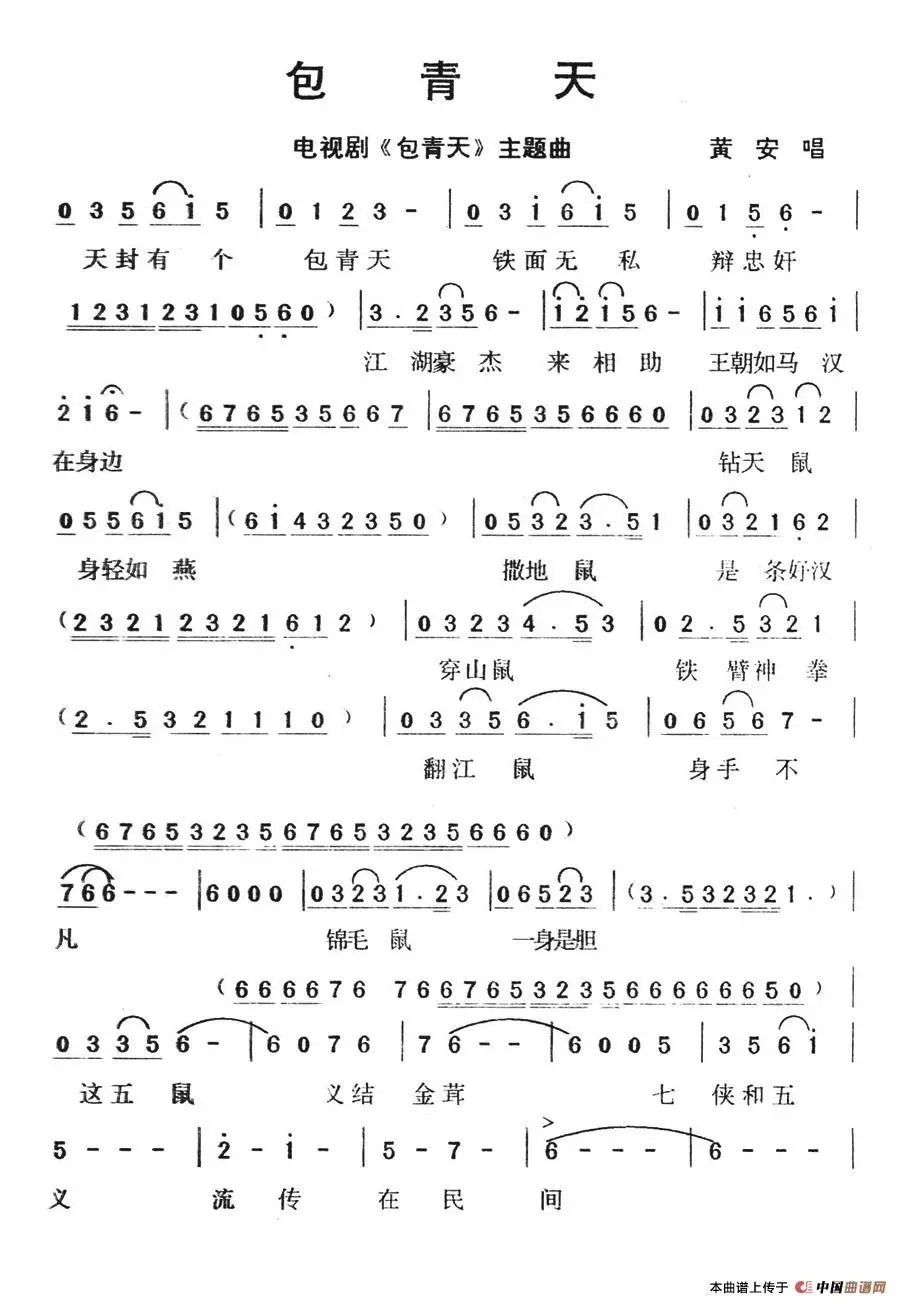 包 青 天
电视剧《包青天》主题曲 黄 安 唱
0 3 5 6 i 5 | 0 1 2 3 - | 0 3 i 6 i 5 | 0 1 5 6 - |
天封有 个 包青天 铁面无 私 辩忠奸
1 2 3 1 2 3 1 0 5 6 0 ) | 3 . 2 3 5 6 - | i 2 i 5 6 - | i i 6 5 6 i |
江 湖豪 杰 来 相 助 王朝如马 汉
2 i 6 - | ( 6 7 6 5 3 5 6 6 7 | 6 7 6 5 3 5 6 6 6 0 | 0 3 2 3 1 2 |
在身边 钻天 鼠
0 5 5 6 i 5 | ( 6 i 4 3 2 3 5 0 ) | 0 5 3 2 3 . 5 1 | 0 3 2 1 6 2 |
身轻如 燕 撒地 鼠 是 条好汉
( 2 3 2 1 2 3 2 1 6 1 2 ) | 0 3 2 3 4 . 5 3 | 0 2 . 5 3 2 1 |
穿山鼠 铁 臂神 拳
( 2 . 5 3 2 1 1 1 0 ) | 0 3 3 5 6 . i 5 | 0 6 5 6 7 - |
翻江 鼠 身手 不
( 6 7 6 5 3 2 3 5 6 7 6 5 3 2 3 5 6 6 6 0 )
7 6 6 - - - | 6 0 0 0 | 0 3 2 3 1 . 2 3 | 0 6 5 2 3 | ( 3 . 5 3 2 3 2 1 . ) |
凡 锦毛 鼠 一身是胆
( 6 6 6 6 7 6 7 6 6 7 6 5 3 2 3 5 6 6 6 6 6 6 5 0 ) |
0 3 3 5 6 - | 6 0 7 6 | 7 6 - - | 6 0 0 5 | 3 5 6 i |
这五 鼠 义结 金茸 七 侠和五
5 - - - | 2 - i - | 5 - 7 - | 6 - - - | 6 - - - |
义 流 传 在 民 间
本曲谱上传于 中国曲谱网